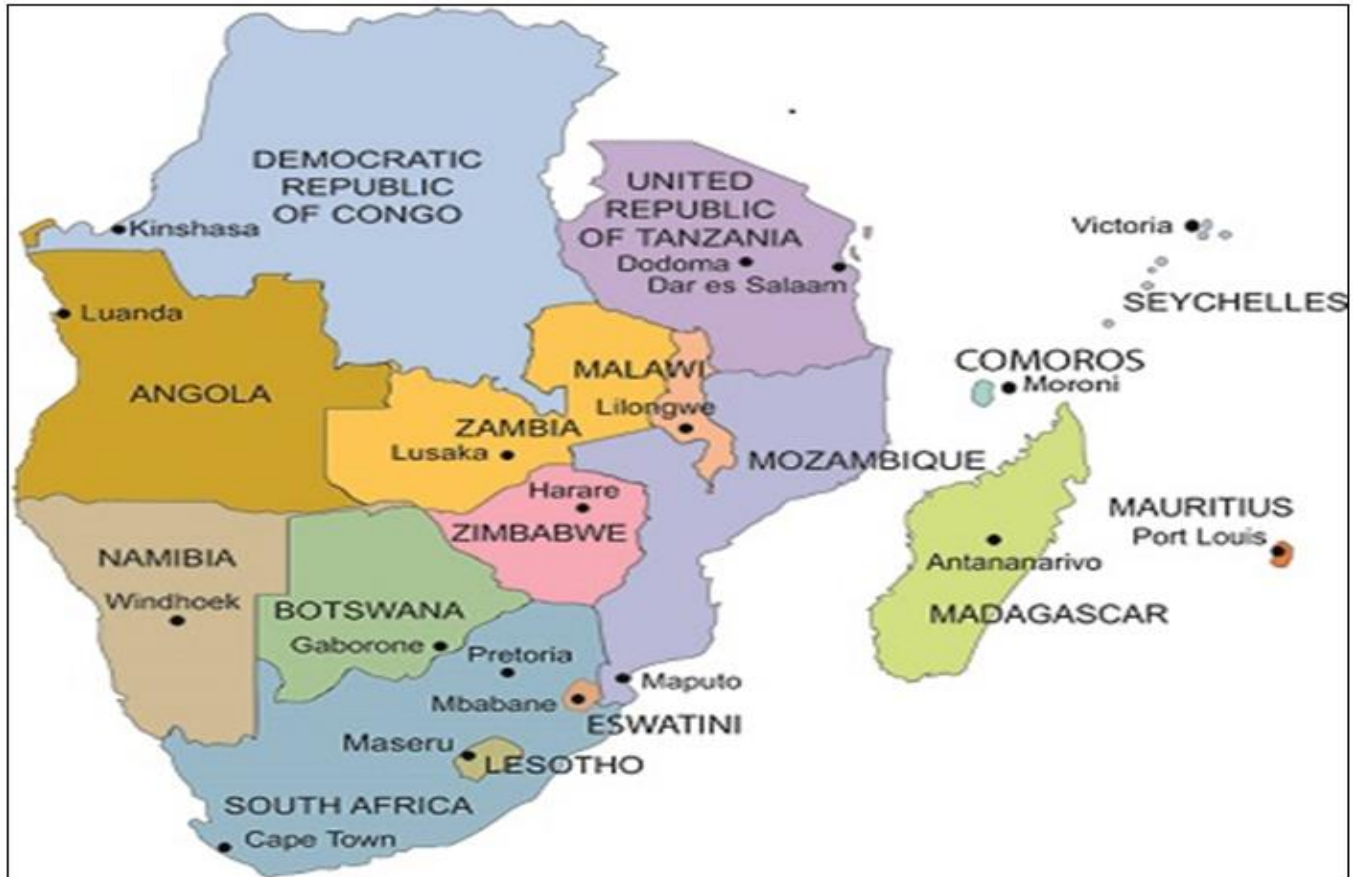 DEMOCRATIC
REPUBLIC
OF CONGO
Kinshasa
UNITED
REPUBLIC
OF TANZANIA
Dodoma
Dar es Salaam
Victoria
SEYCHELLES
Luanda
ANGOLA
COMOROS
Moroni
MALAWI
Lilongwe
ZAMBIA
Lusaka
MOZAMBIQUE
Harare
ZIMBABWE
MAURITIUS
Port Louis
NAMIBIA
Windhoek
Antananarivo
MADAGASCAR
BOTSWANA
Gaborone
Pretoria
Mbabane
Maputo
ESWATINI
Maseru
LESOTHO
SOUTH AFRICA
Cape Town